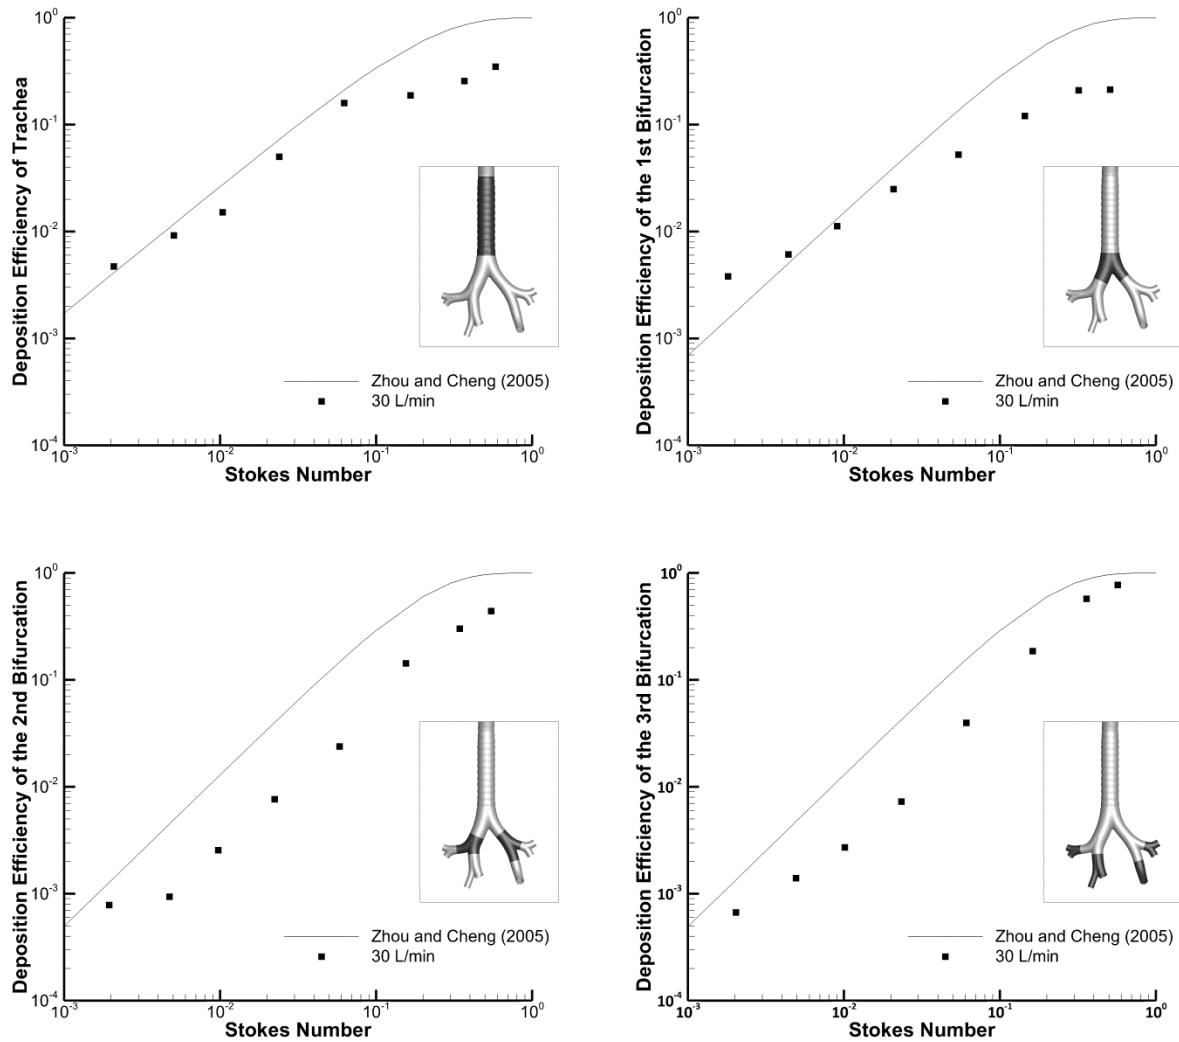 Deposition Efficiency of Trachea
10⁰
10⁻¹
10⁻²
10⁻³
10⁻⁴
Zhou and Cheng (2005)
30 L/min
10⁻³ 10⁻² 10⁻¹ 10⁰
Stokes Number
Deposition Efficiency of the 1st Bifurcation
10⁰
10⁻¹
10⁻²
10⁻³
10⁻⁴
Zhou and Cheng (2005)
30 L/min
10⁻³ 10⁻² 10⁻¹ 10⁰
Stokes Number
Deposition Efficiency of the 2nd Bifurcation
10⁰
10⁻¹
10⁻²
10⁻³
10⁻⁴
Zhou and Cheng (2005)
30 L/min
10⁻³ 10⁻² 10⁻¹ 10⁰
Stokes Number
Deposition Efficiency of the 3rd Bifurcation
10⁰
10⁻¹
10⁻²
10⁻³
10⁻⁴
Zhou and Cheng (2005)
30 L/min
10⁻³ 10⁻² 10⁻¹ 10⁰
Stokes Number